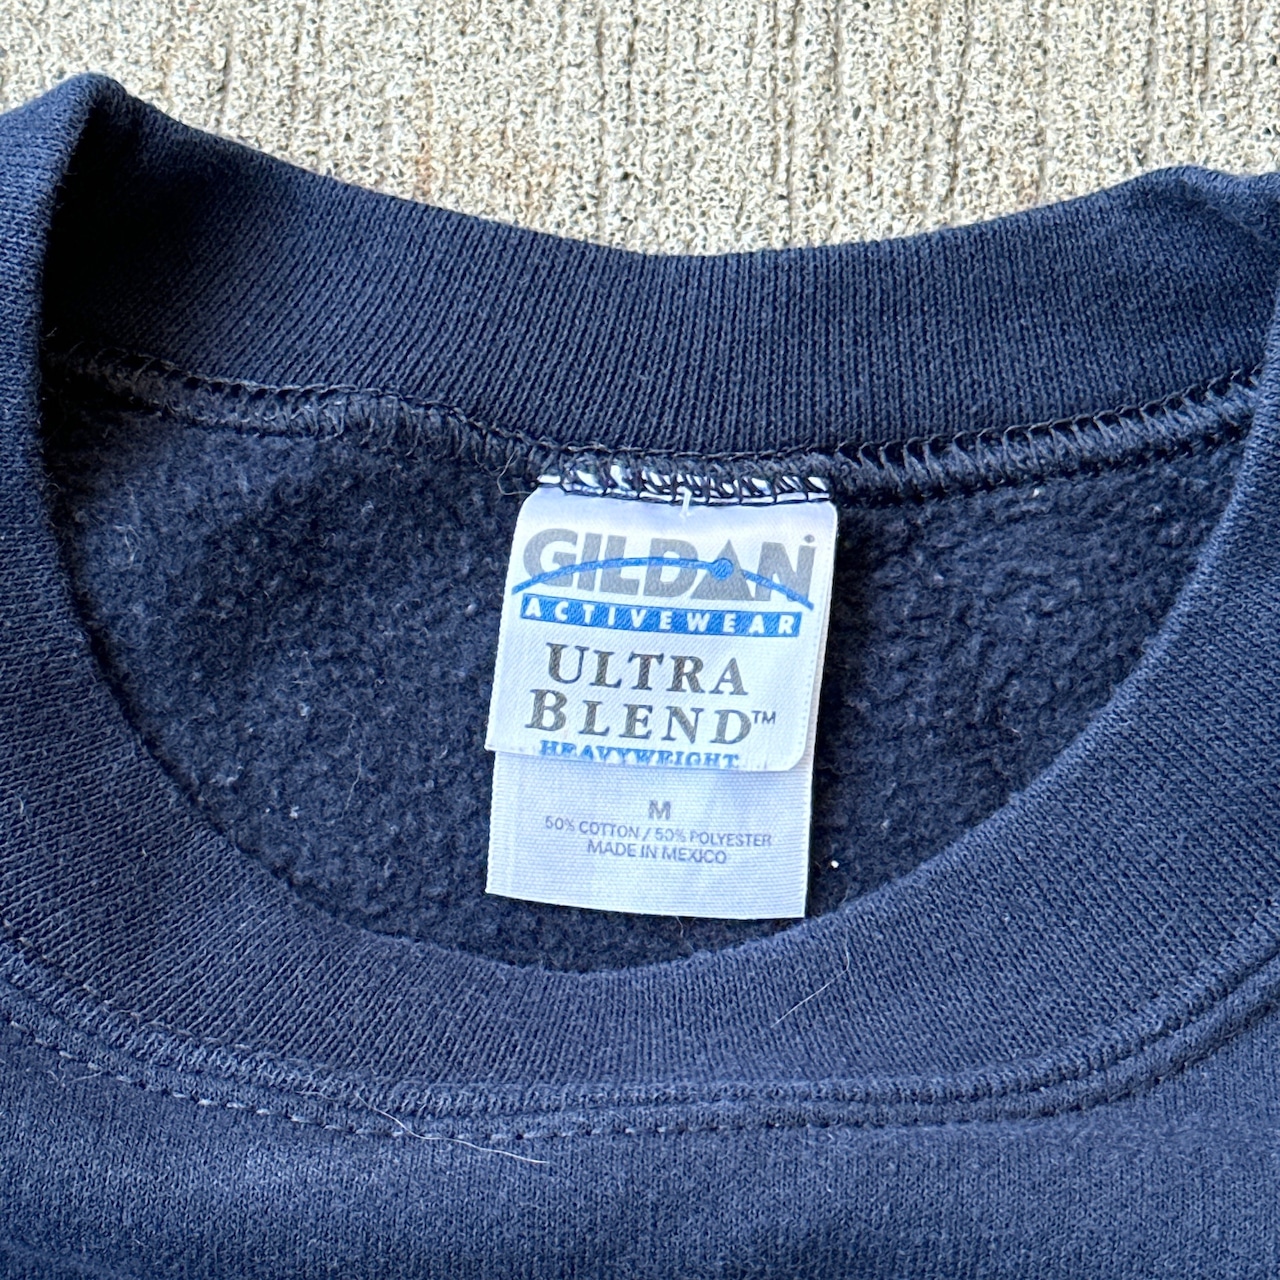 GILDAN
ACTIVEWEAR
ULTRA
BLEND™
HEAVYWEIGHT
M
50% COTTON / 50% POLYESTER
MADE IN MEXICO